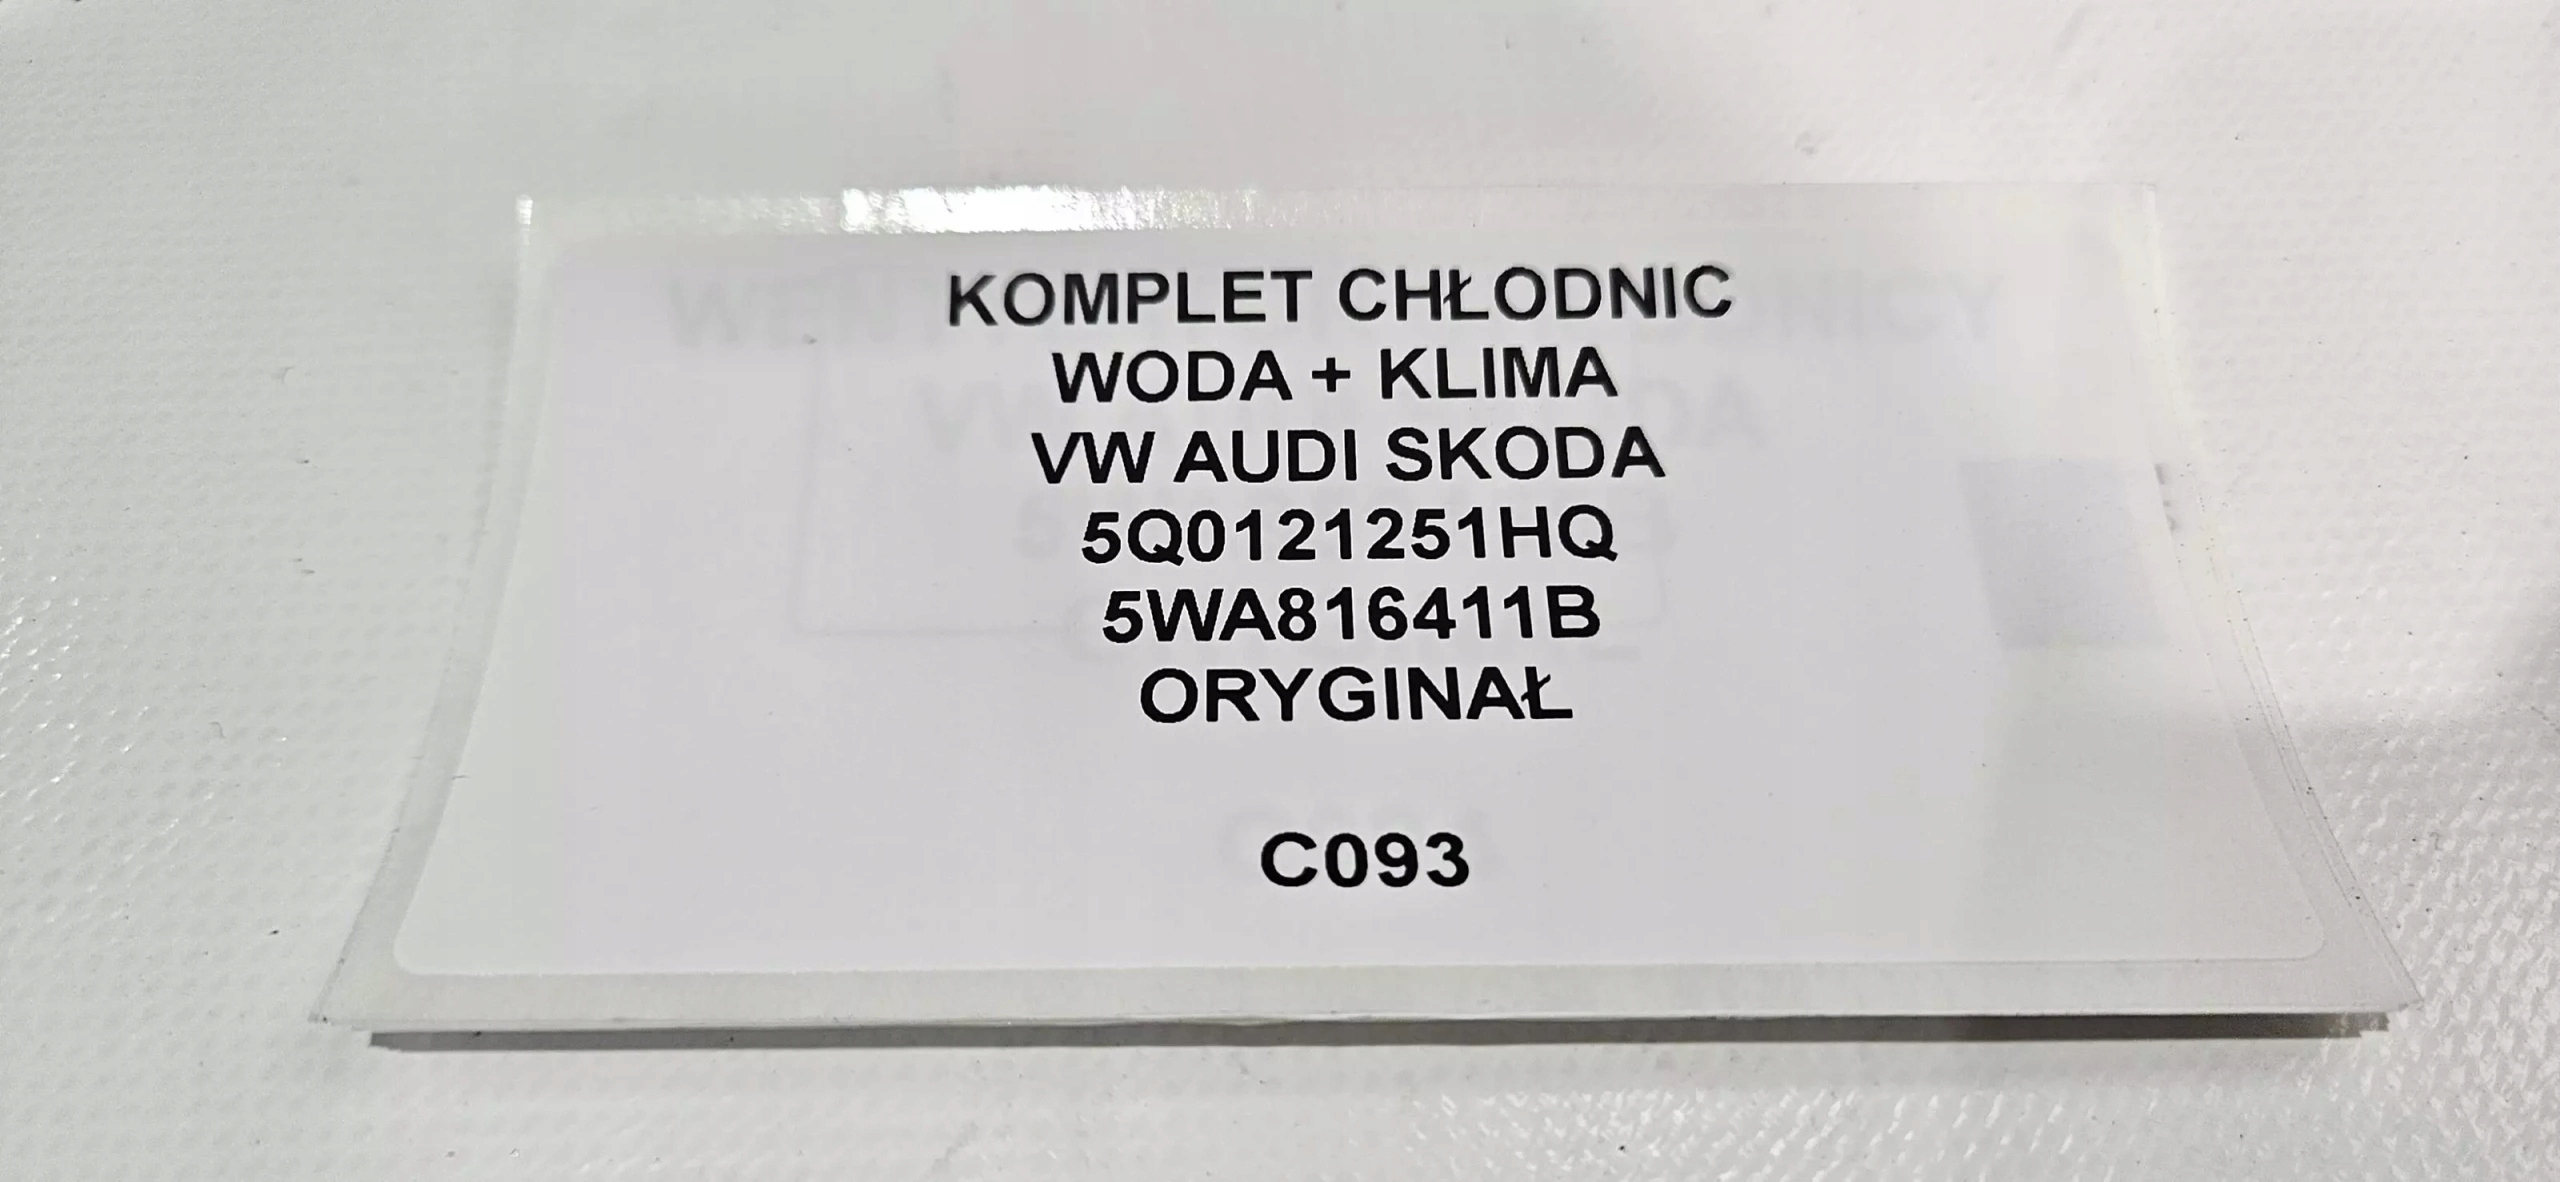 KOMPLET CHŁODNIC
WODA + KLIMA
VW AUDI SKODA
5Q0121251HQ
5WA816411B
ORYGINAŁ
C093